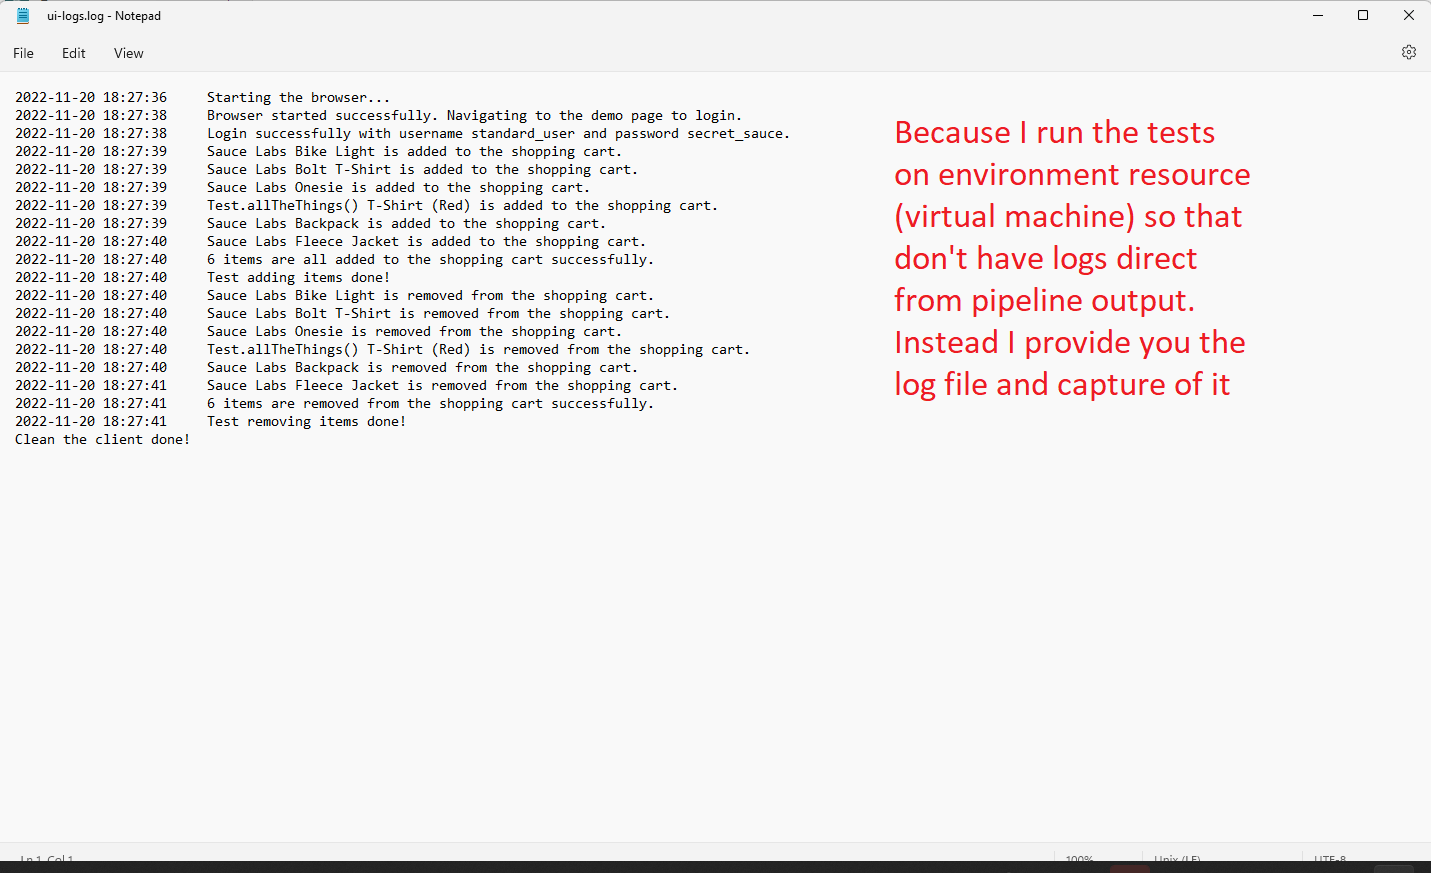 ui-logs.log - Notepad
File Edit View
2022-11-20 18:27:36 Starting the browser...
2022-11-20 18:27:38 Browser started successfully. Navigating to the demo page to login.
2022-11-20 18:27:38 Login successfully with username standard_user and password secret_sauce.
2022-11-20 18:27:39 Sauce Labs Bike Light is added to the shopping cart.
2022-11-20 18:27:39 Sauce Labs Bolt T-Shirt is added to the shopping cart.
2022-11-20 18:27:39 Sauce Labs Onesie is added to the shopping cart.
2022-11-20 18:27:39 Test.allTheThings() T-Shirt (Red) is added to the shopping cart.
2022-11-20 18:27:39 Sauce Labs Backpack is added to the shopping cart.
2022-11-20 18:27:40 Sauce Labs Fleece Jacket is added to the shopping cart.
2022-11-20 18:27:40 6 items are all added to the shopping cart successfully.
2022-11-20 18:27:40 Test adding items done!
2022-11-20 18:27:40 Sauce Labs Bike Light is removed from the shopping cart.
2022-11-20 18:27:40 Sauce Labs Bolt T-Shirt is removed from the shopping cart.
2022-11-20 18:27:40 Sauce Labs Onesie is removed from the shopping cart.
2022-11-20 18:27:40 Test.allTheThings() T-Shirt (Red) is removed from the shopping cart.
2022-11-20 18:27:40 Sauce Labs Backpack is removed from the shopping cart.
2022-11-20 18:27:41 Sauce Labs Fleece Jacket is removed from the shopping cart.
2022-11-20 18:27:41 6 items are removed from the shopping cart successfully.
2022-11-20 18:27:41 Test removing items done!
Clean the client done!
Because I run the tests
on environment resource
(virtual machine) so that
don't have logs direct
from pipeline output.
Instead I provide you the
log file and capture of it
Ln 1, Col 1 100% Unix (LF) UTF-8